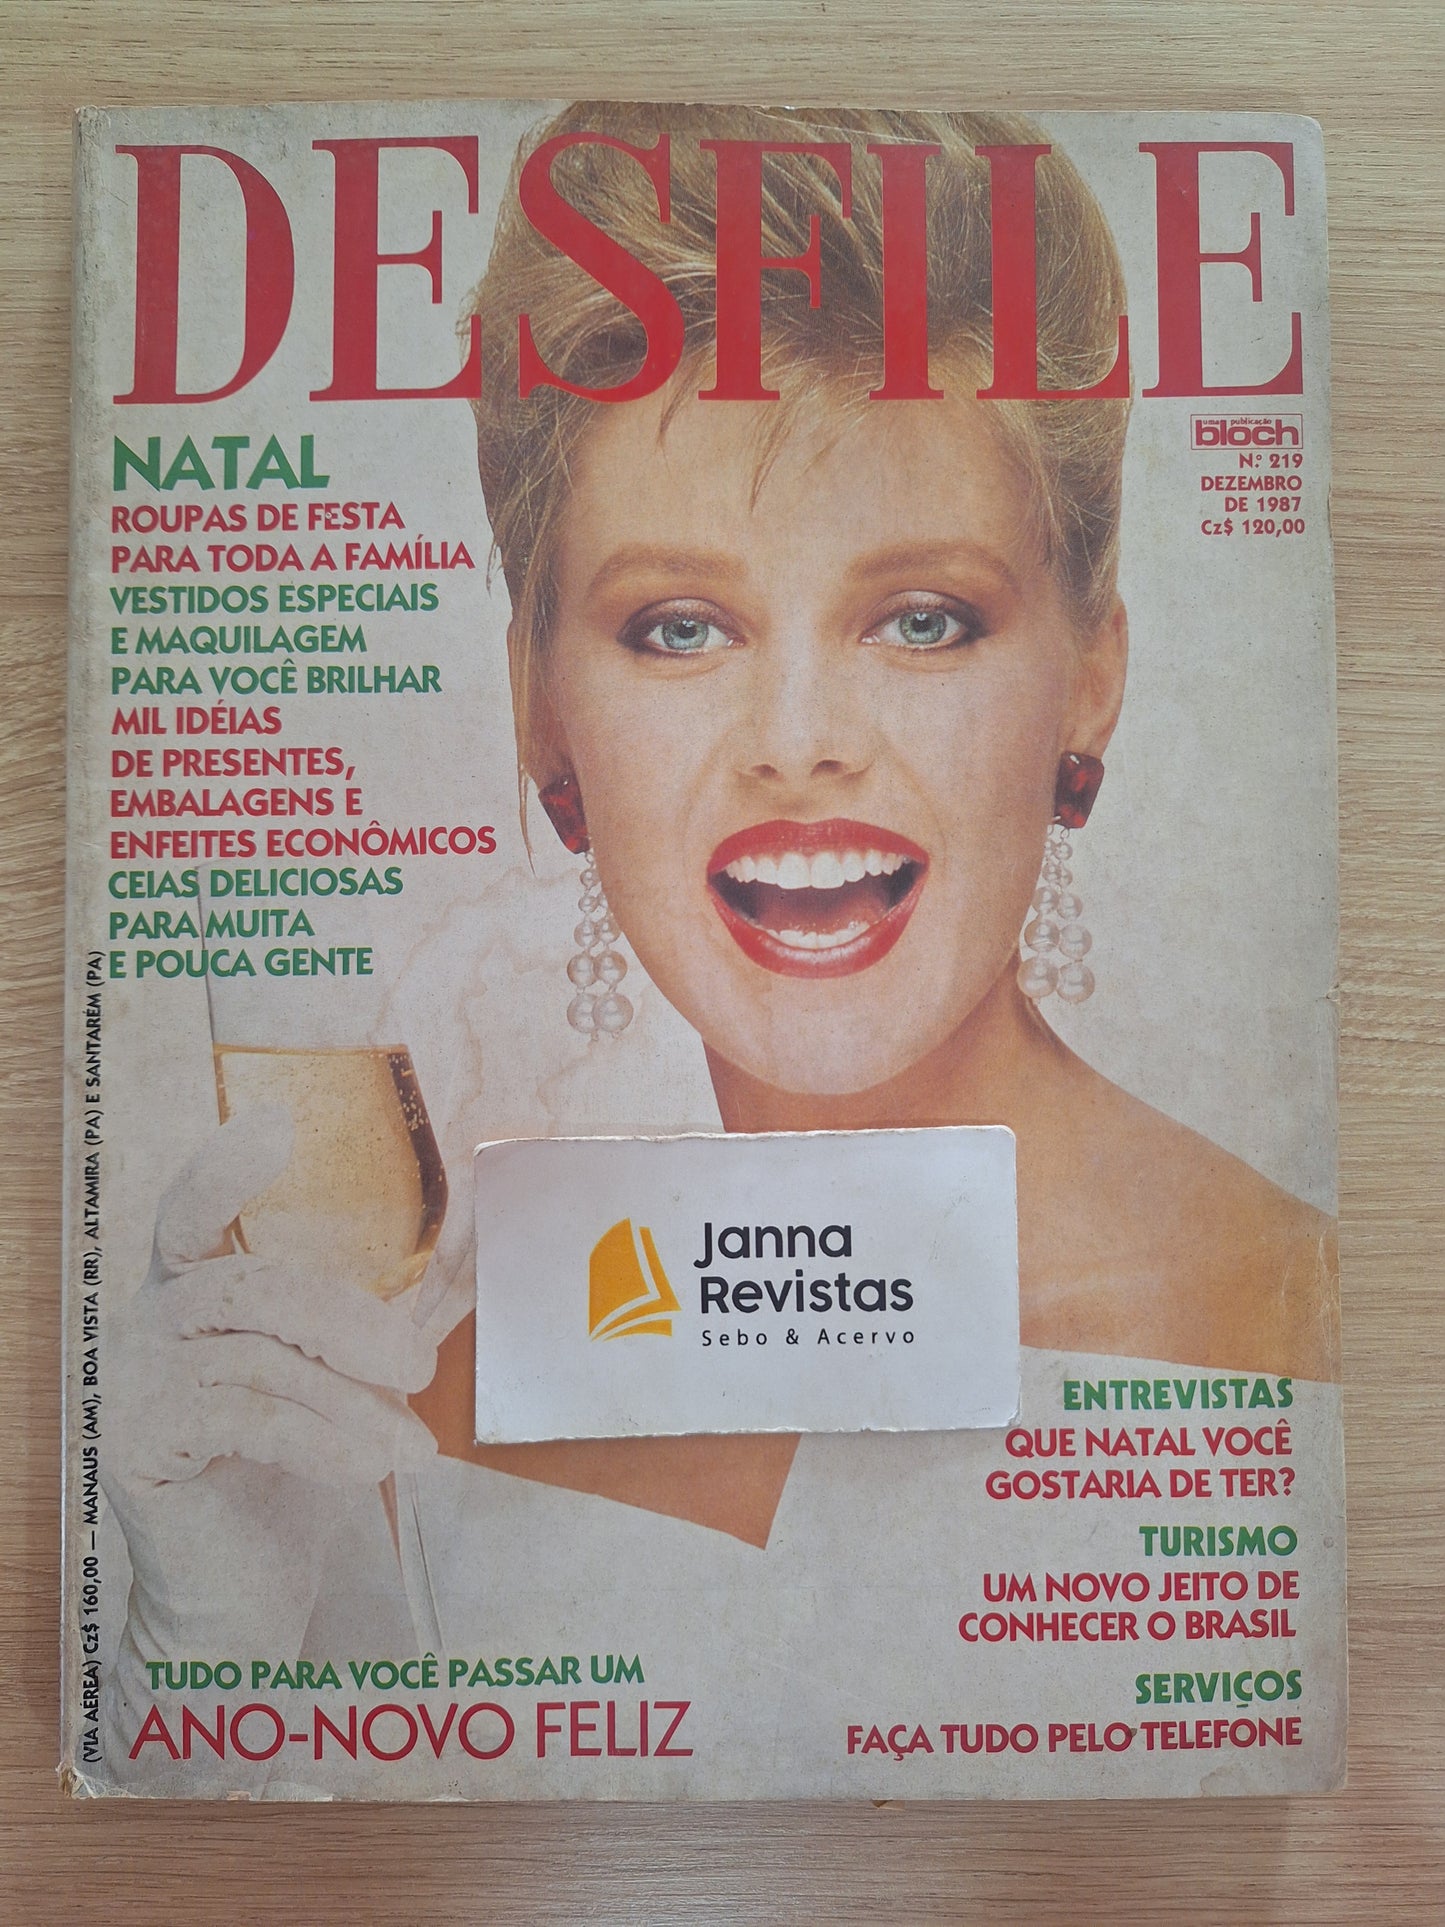 DESFILE
uma publicação
bloch
N.º 219
DEZEMBRO
DE 1987
Cz$ 120,00
NATAL
ROUPAS DE FESTA
PARA TODA A FAMÍLIA
VESTIDOS ESPECIAIS
E MAQUILAGEM
PARA VOCÊ BRILHAR
MIL IDÉIAS
DE PRESENTES,
EMBALAGENS E
ENFEITES ECONÔMICOS
CEIAS DELICIOSAS
PARA MUITA
E POUCA GENTE
(VIA AÉREA) Cz$ 160,00 — MANAUS (AM), BOA VISTA (RR), ALTAMIRA (PA) E SANTARÉM (PA)
Janna
Revistas
Sebo & Acervo
ENTREVISTAS
QUE NATAL VOCÊ
GOSTARIA DE TER?
TURISMO
UM NOVO JEITO DE
CONHECER O BRASIL
SERVIÇOS
FAÇA TUDO PELO TELEFONE
TUDO PARA VOCÊ PASSAR UM
ANO-NOVO FELIZ